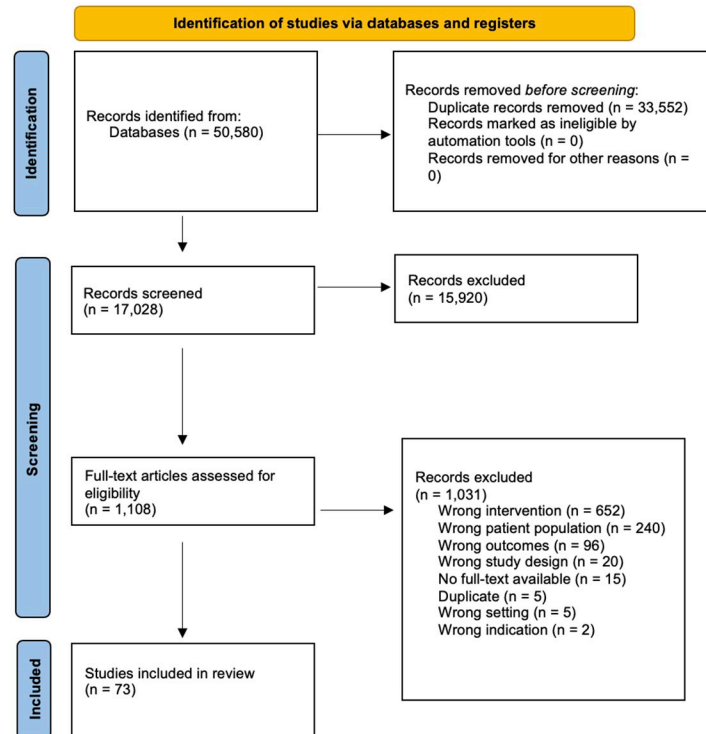 Identification of studies via databases and registers
Identification
Records identified from:
Databases (n = 50,580)
Records removed before screening:
Duplicate records removed (n = 33,552)
Records marked as ineligible by
automation tools (n = 0)
Records removed for other reasons (n =
0)
Screening
Records screened
(n = 17,028)
Records excluded
(n = 15,920)
Full-text articles assessed for
eligibility
(n = 1,108)
Records excluded
(n = 1,031)
Wrong intervention (n = 652)
Wrong patient population (n = 240)
Wrong outcomes (n = 96)
Wrong study design (n = 20)
No full-text available (n = 15)
Duplicate (n = 5)
Wrong setting (n = 5)
Wrong indication (n = 2)
Included
Studies included in review
(n = 73)